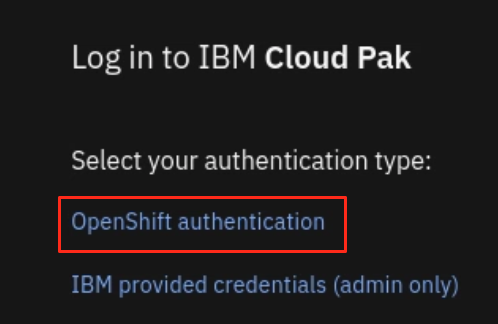 Log in to IBM Cloud Pak
Select your authentication type:
OpenShift authentication
IBM provided credentials (admin only)